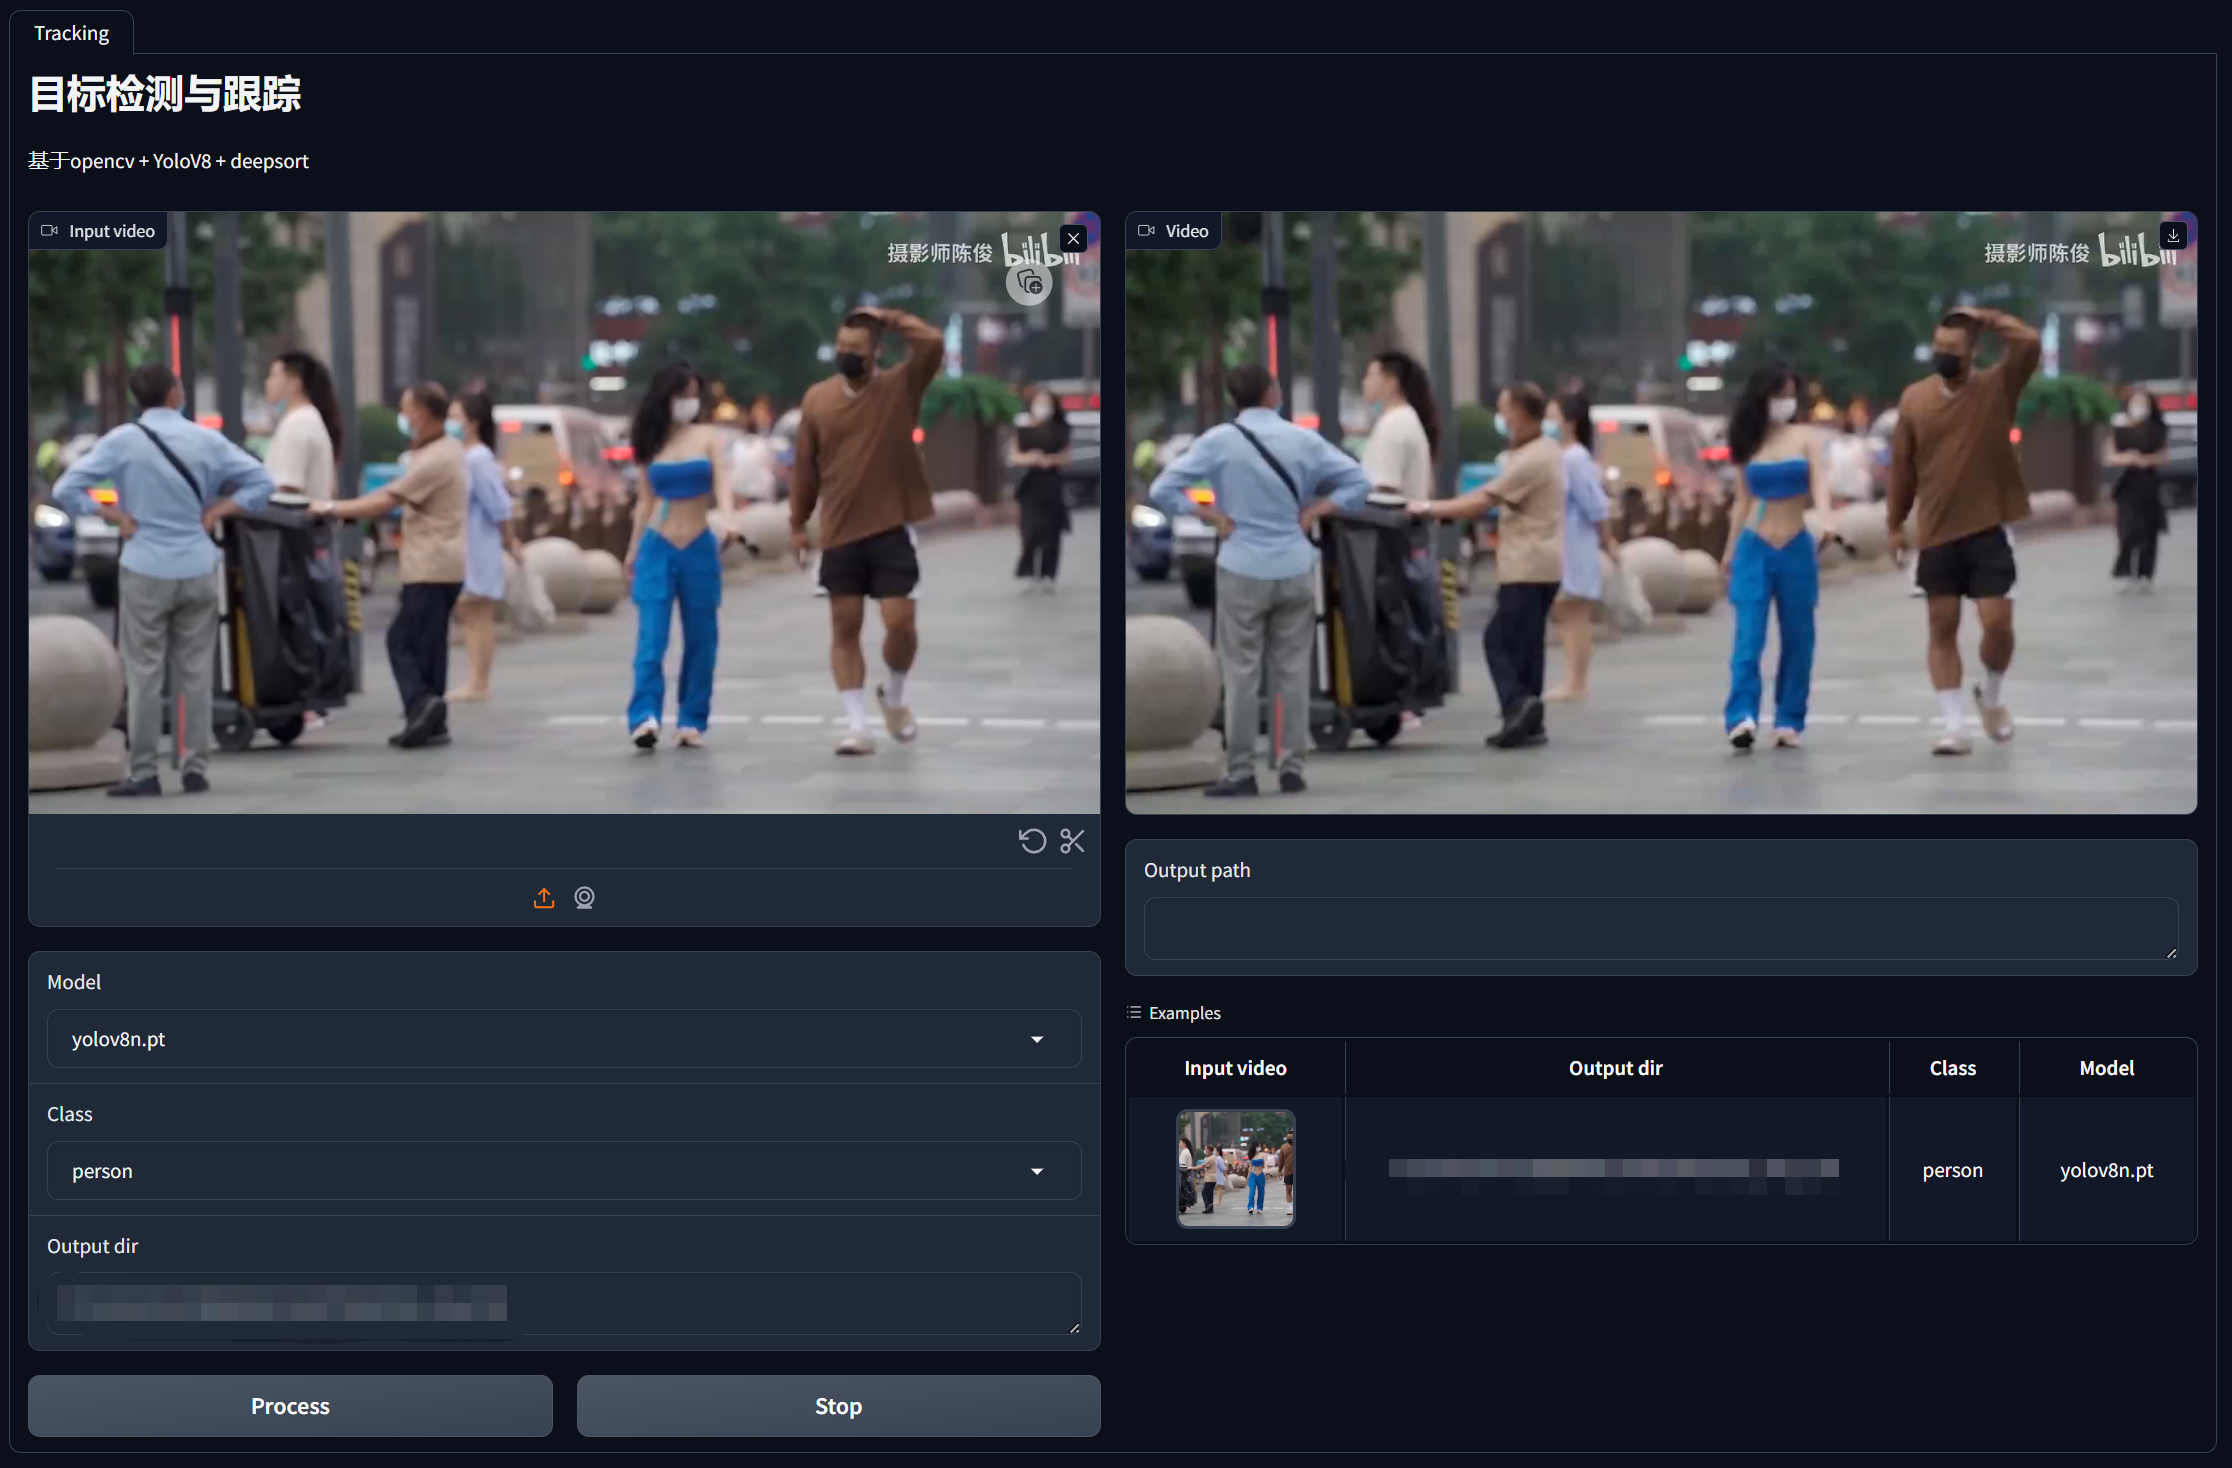 Tracking
目标检测与跟踪
基于opencv + YoloV8 + deepsort
Input video
摄影师陈俊 bilibili
Model
yolov8n.pt
Class
person
Output dir
Process
Stop
Video
摄影师陈俊 bilibili
Output path
Examples
Input video Output dir Class Model
person yolov8n.pt